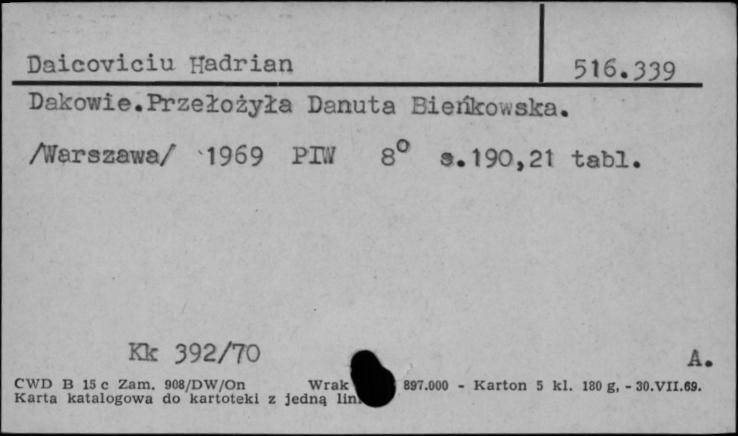 Daicoviciu Hadrian 516.339
Dakowie.Przełożyła Danuta Bieńkowska.
/Warszawa/ 1969 PIW 8° s.190,21 tabl.
Kk 392/70 A.
CWD B 15 c Zam. 908/DW/On Wrak 897.000 - Karton 5 kl. 180 g, - 30.VII.69.
Karta katalogowa do kartoteki z jedną lin